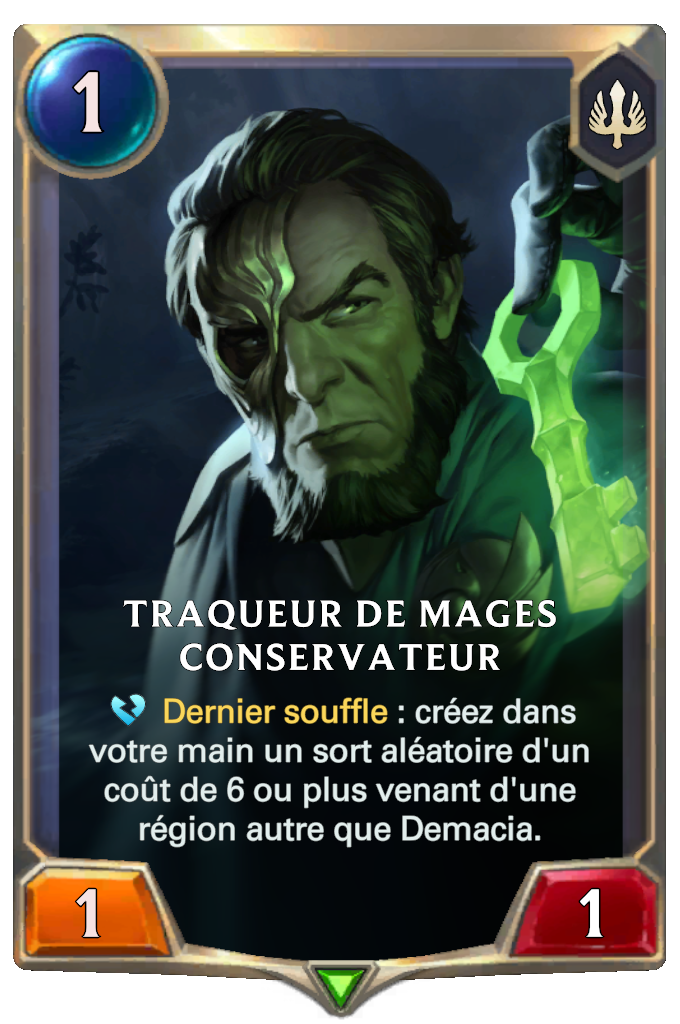 1
TRAQUEUR DE MAGES
CONSERVATEUR
Dernier souffle : créez dans
votre main un sort aléatoire d'un
coût de 6 ou plus venant d'une
région autre que Demacia.
1
1